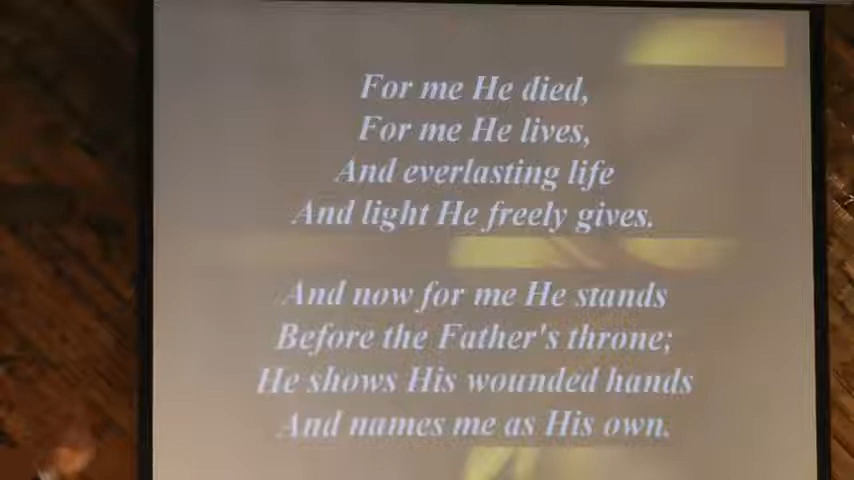 For me He died,
For me He lives,
And everlasting life
And light He freely gives.
And now for me He stands
Before the Father's throne;
He shows His wounded hands
And names me as His own.